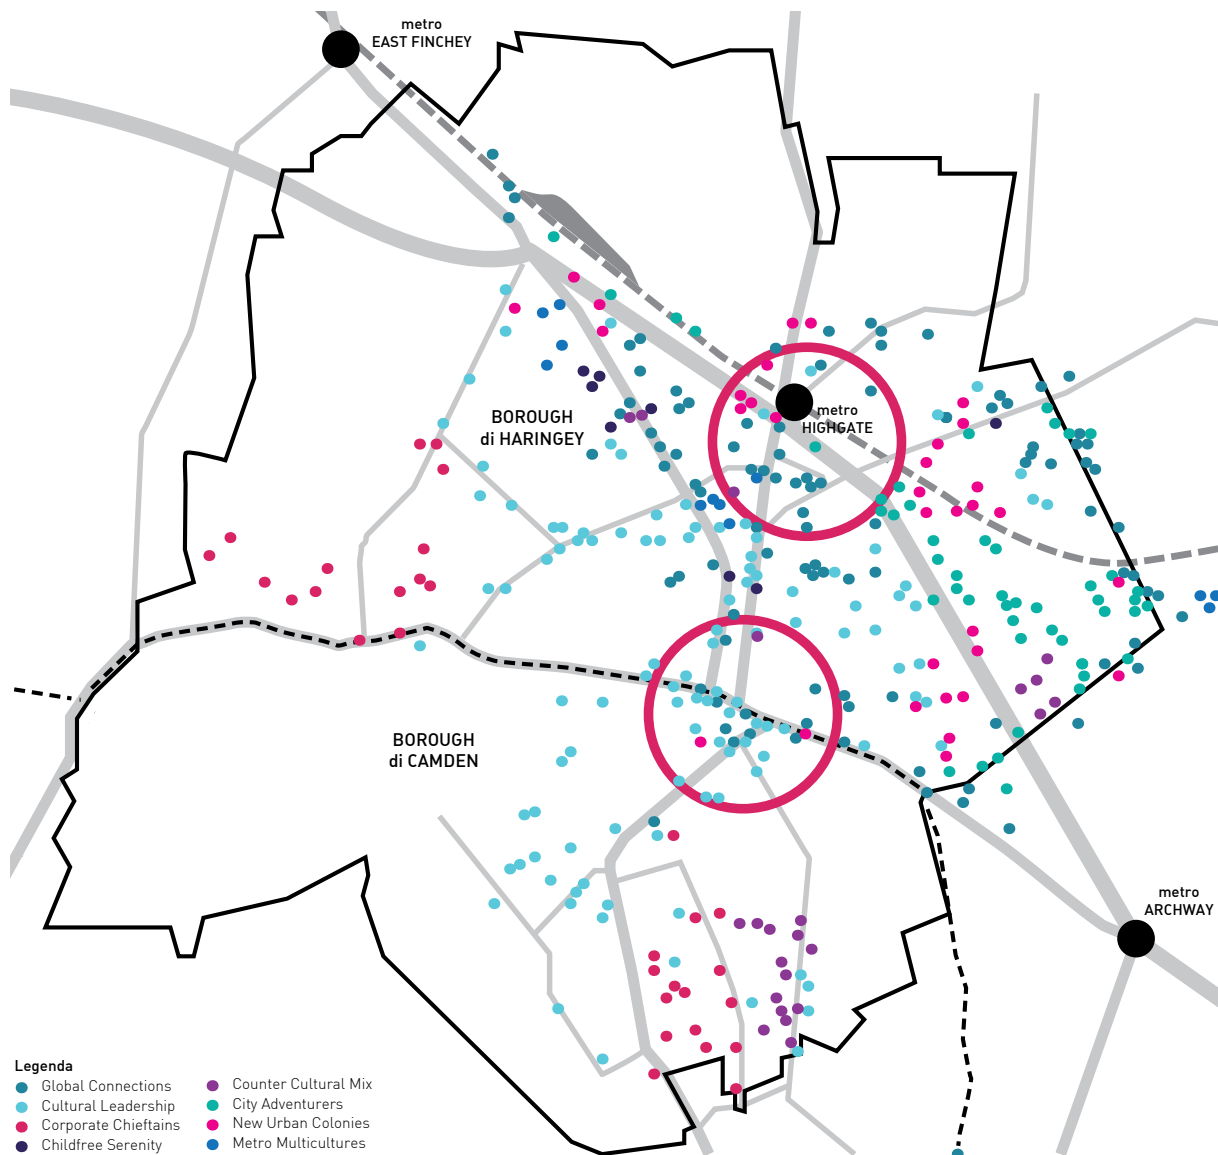 metro
EAST FINCHEY
BOROUGH
di HARINGEY
metro
HIGHGATE
BOROUGH
di CAMDEN
metro
ARCHWAY
Legenda
Global Connections
Cultural Leadership
Corporate Chieftains
Childfree Serenity
Counter Cultural Mix
City Adventurers
New Urban Colonies
Metro Multicultures